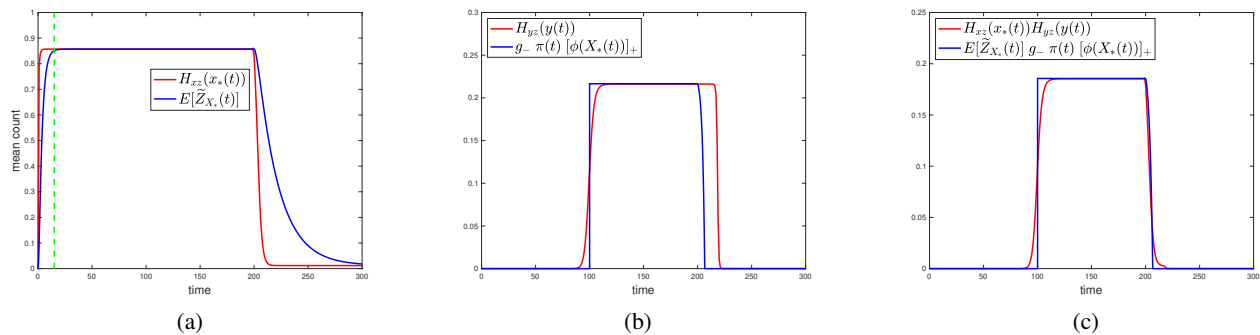 1
0.9
0.8
0.7
0.6
0.5
0.4
0.3
0.2
0.1
0
mean count
0 50 100 150 200 250 300
time
H_{xz}(x_*(t))
E[\widetilde{Z}_{X_*}(t)]
(a)
0.3
0.25
0.2
0.15
0.1
0.05
0
0 50 100 150 200 250 300
time
H_{yz}(y(t))
g_- π(t) [ϕ(X_*(t))]_+
(b)
0.25
0.2
0.15
0.1
0.05
0
0 50 100 150 200 250 300
time
H_{xz}(x_*(t))H_{yz}(y(t))
E[\widetilde{Z}_{X_*}(t)] g_- π(t) [ϕ(X_*(t))]_+
(c)